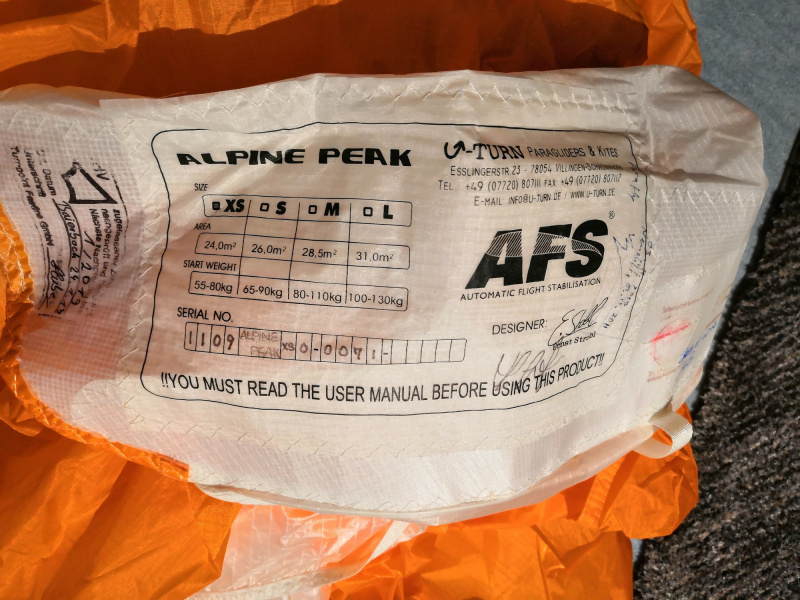 ALPINE PEAK
SIZE
XS S M L
AREA
24,0m² 26,0m² 28,5m² 31,0m²
START WEIGHT
55-80kg 65-90kg 80-110kg 100-130kg
SERIAL NO.
1109 ALPINE PEAK XS 0-0071-
U-TURN PARAGLIDERS & KITES
ESSLINGERSTR. 23 - 78054 VILLINGEN-SCHWENNINGEN
TEL. +49 (07720) 807111 FAX +49 (07720) 807112
E-MAIL INFO@U-TURN.DE / WWW.U-TURN.DE
AFS®
AUTOMATIC FLIGHT STABILISATION
DESIGNER:
Ernst Strobl
!!YOU MUST READ THE USER MANUAL BEFORE USING THIS PRODUCT!!